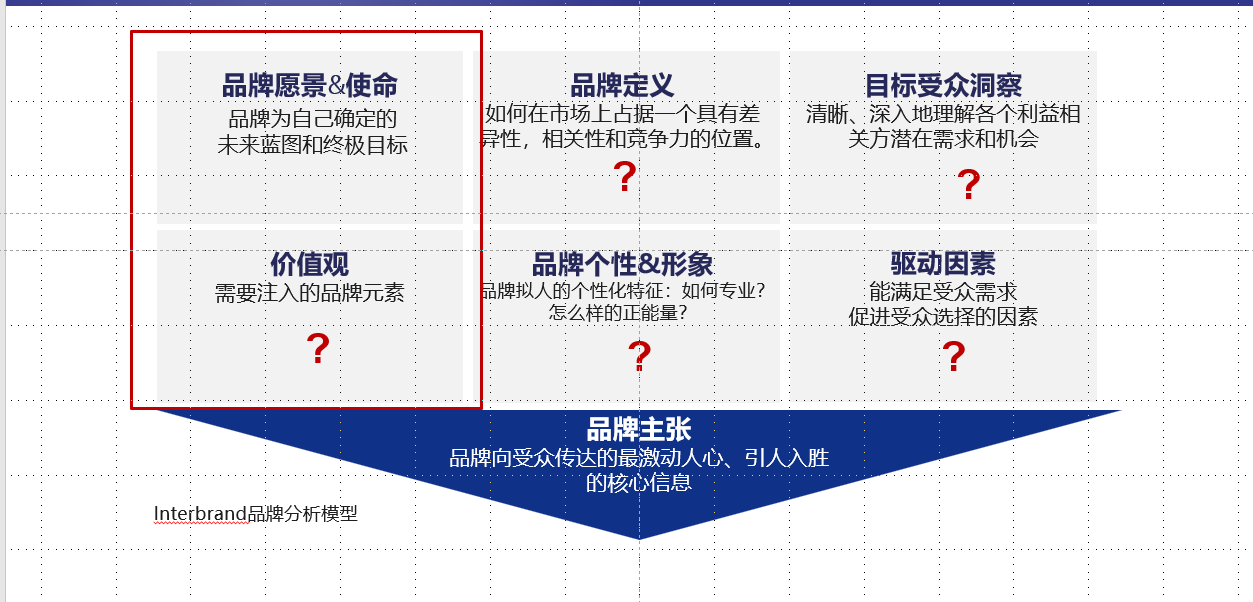 品牌愿景&使命
品牌为自己确定的
未来蓝图和终极目标
品牌定义
如何在市场上占据一个具有差
异性，相关性和竞争力的位置。
?
目标受众洞察
清晰、深入地理解各个利益相
关方潜在需求和机会
?
价值观
需要注入的品牌元素
?
品牌个性&形象
品牌拟人的个性化特征：如何专业？
怎么样的正能量？
?
驱动因素
能满足受众需求
促进受众选择的因素
?
品牌主张
品牌向受众传达的最激动人心、引人入胜
的核心信息
Interbrand品牌分析模型